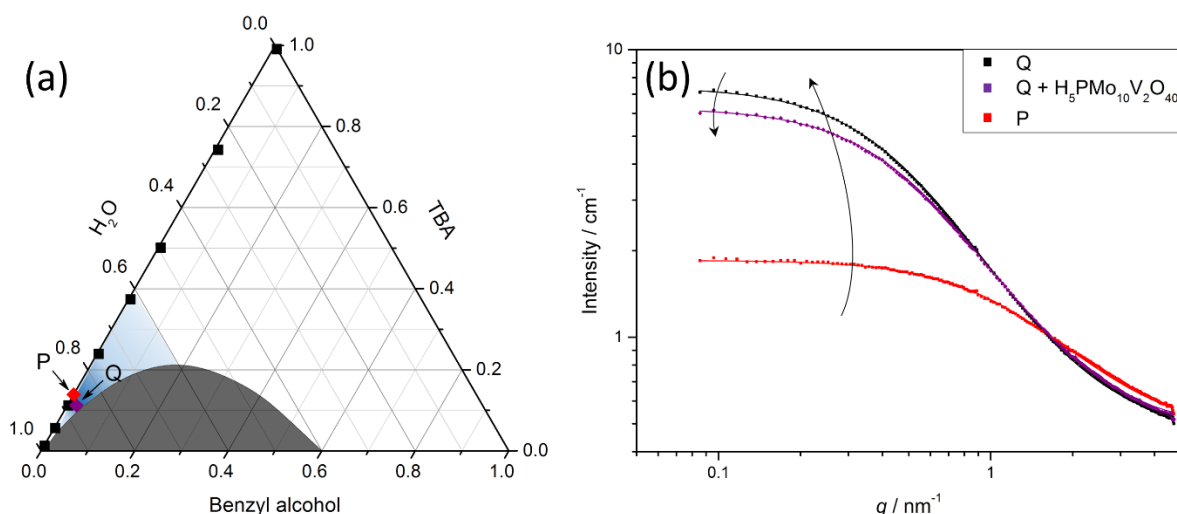 (a)
0.0
1.0
0.2
0.8
0.4
0.6
H₂O
TBA
0.6
0.4
0.8
0.2
P
Q
1.0
0.0
0.0
0.2
0.4
0.6
0.8
1.0
Benzyl alcohol
(b)
10
1
Intensity / cm⁻¹
Q
Q + H₅PMo₁₀V₂O₄₀
P
0.1
1
q / nm⁻¹